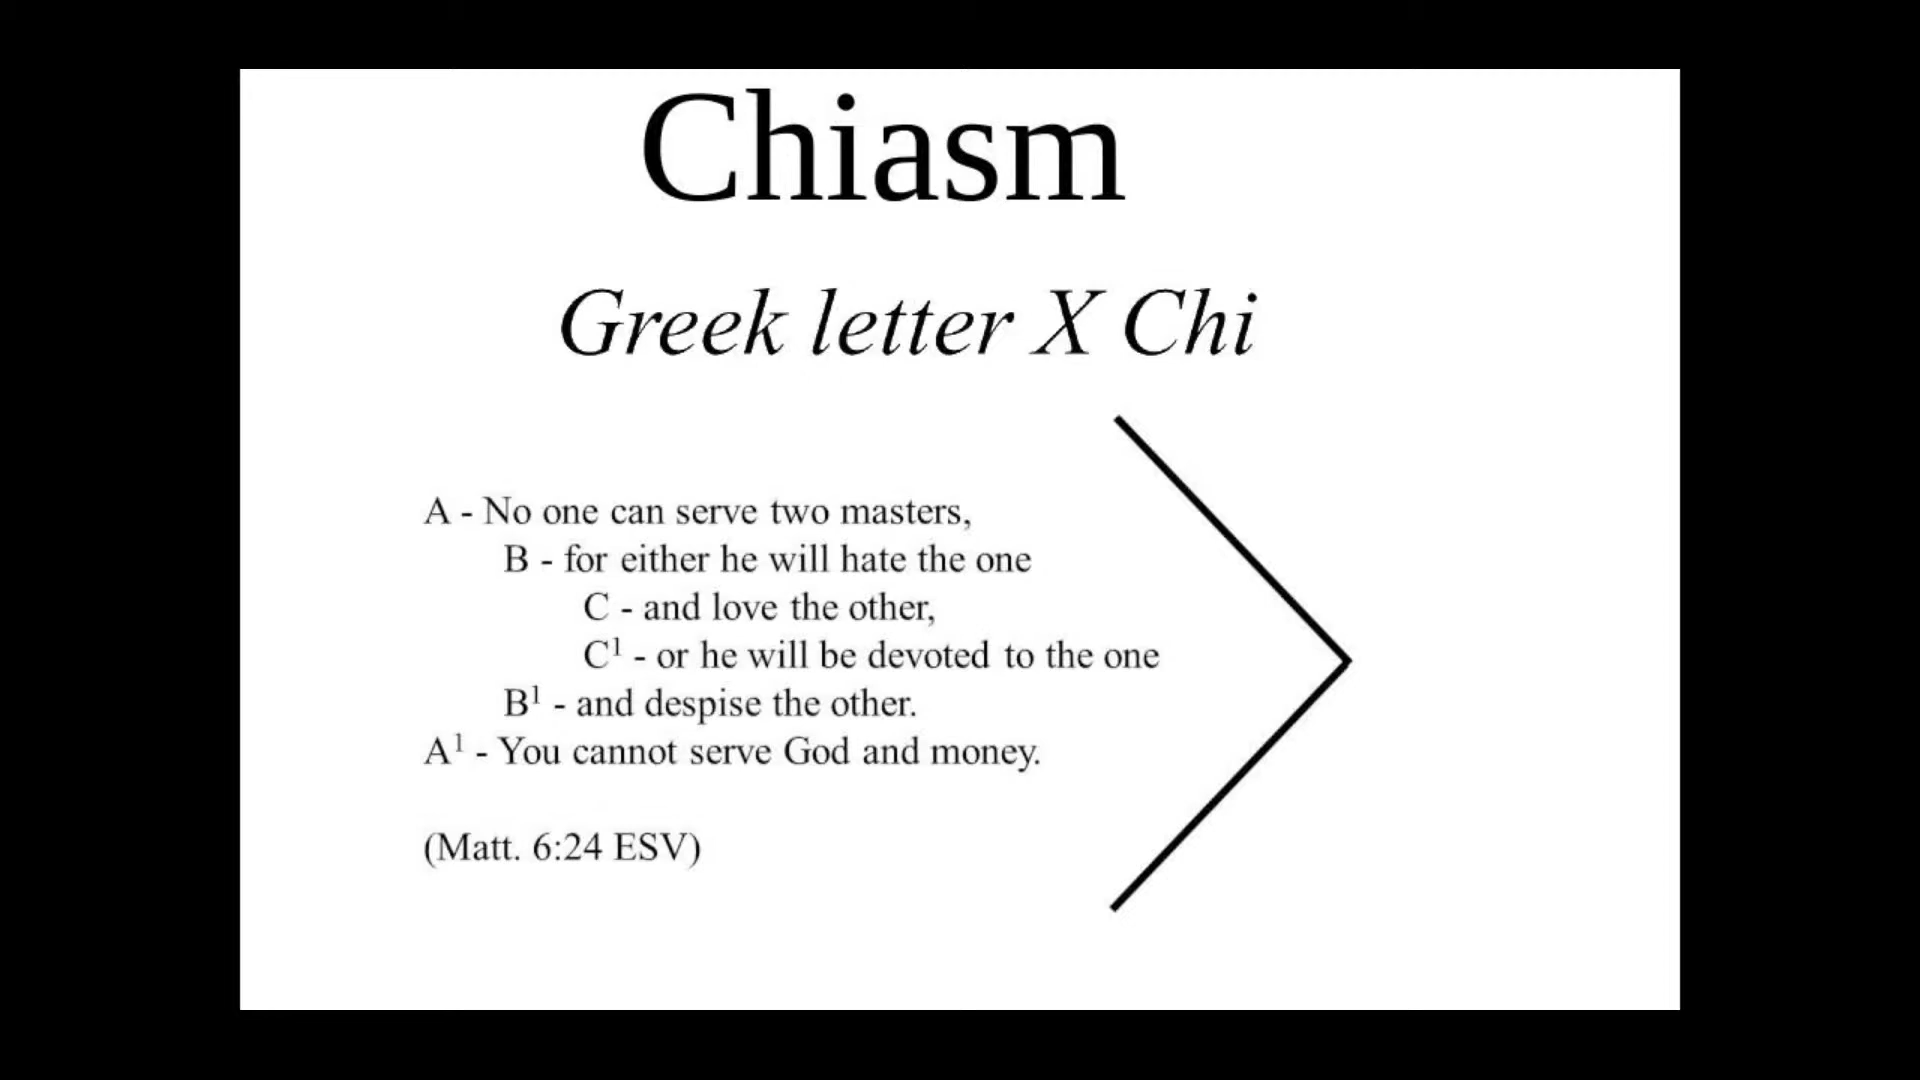 Chiasm
Greek letter X Chi
A - No one can serve two masters,
B - for either he will hate the one
C - and love the other,
C¹ - or he will be devoted to the one
B¹ - and despise the other.
A¹ - You cannot serve God and money.
(Matt. 6:24 ESV)